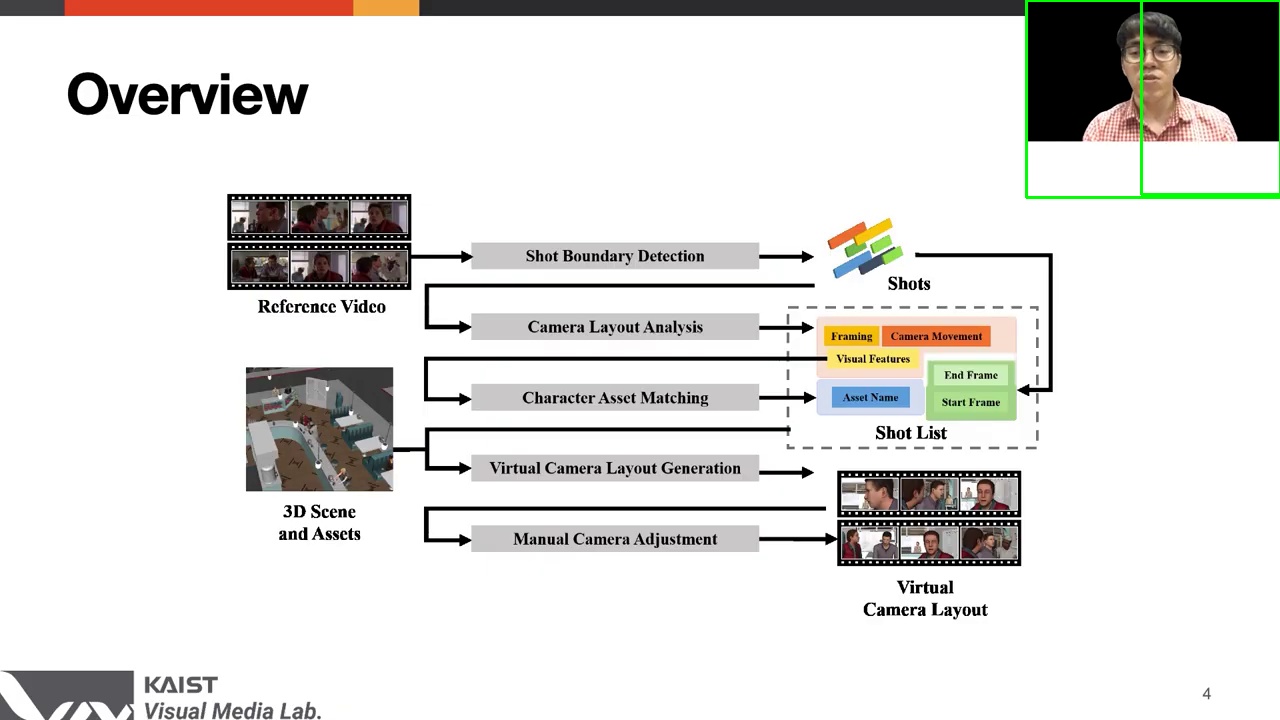 Overview
Reference Video
Shot Boundary Detection
Shots
Camera Layout Analysis
Framing
Camera Movement
Visual Features
Character Asset Matching
Asset Name
End Frame
Start Frame
Shot List
Virtual Camera Layout Generation
3D Scene
and Assets
Manual Camera Adjustment
Virtual
Camera Layout
KAIST
Visual Media Lab.
4